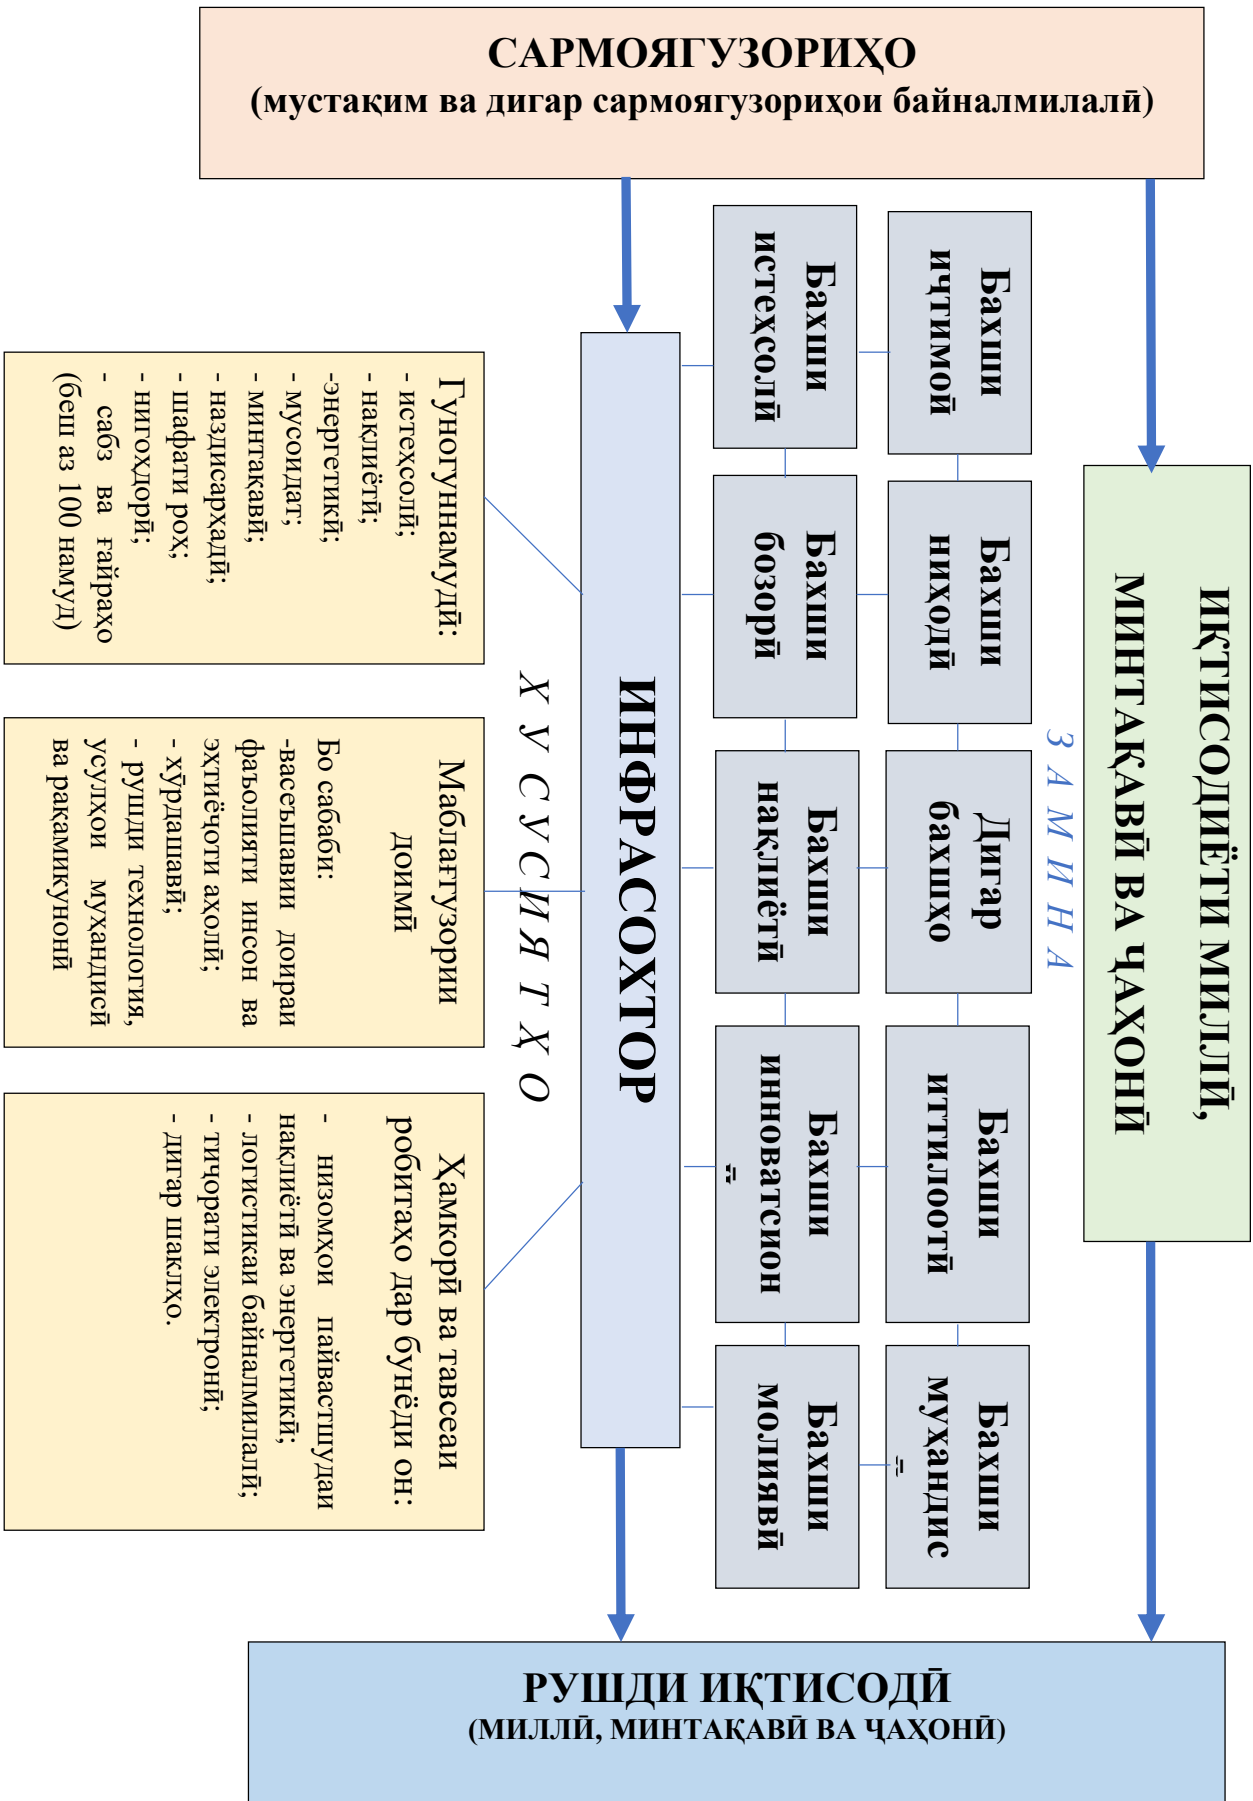 САРМОЯГУЗОРИҲО
(мустақим ва дигар сармоягузориҳои байналмилалӣ)
ИҚТИСОДИЁТИ МИЛЛӢ,
МИНТАҚАВӢ ВА ҶАҲОНӢ
З А М И Н А
Бахши
иҷтимоӣ
Бахши
ниҳодӣ
Дигар
бахшҳо
Бахши
иттилоотӣ
Бахши
муҳандис
ӣ
Бахши
истеҳсолӣ
Бахши
бозорӣ
Бахши
нақлиётӣ
Бахши
инноватсион
ӣ
Бахши
молиявӣ
ИНФРАСОХТОР
Х У С У С И Я Т Ҳ О
Гуногуннамудӣ:
- истеҳсолӣ;
- нақлиётӣ;
-энергетикӣ;
- мусоидат;
- минтақавӣ;
- наздисарҳадӣ;
- шафати роҳ;
- нигоҳдорӣ;
- сабз ва ғайраҳо
(беш аз 100 намуд)
Маблағгузории
доимӣ
Бо сабаби:
-васеъшавии доираи
фаъолияти инсон ва
эҳтиёҷоти аҳолӣ;
- хӯрдашавӣ;
- рушди технология,
усулҳои муҳандисӣ
ва рақамикунонӣ
Ҳамкорӣ ва тавсеаи
робитаҳо дар бунёди он:
- низомҳои пайвастшудаи
нақлиётӣ ва энергетикӣ;
- логистикаи байналмилалӣ;
- тиҷорати электронӣ;
- дигар шаклҳо.
РУШДИ ИҚТИСОДӢ
(МИЛЛӢ, МИНТАҚАВӢ ВА ҶАҲОНӢ)